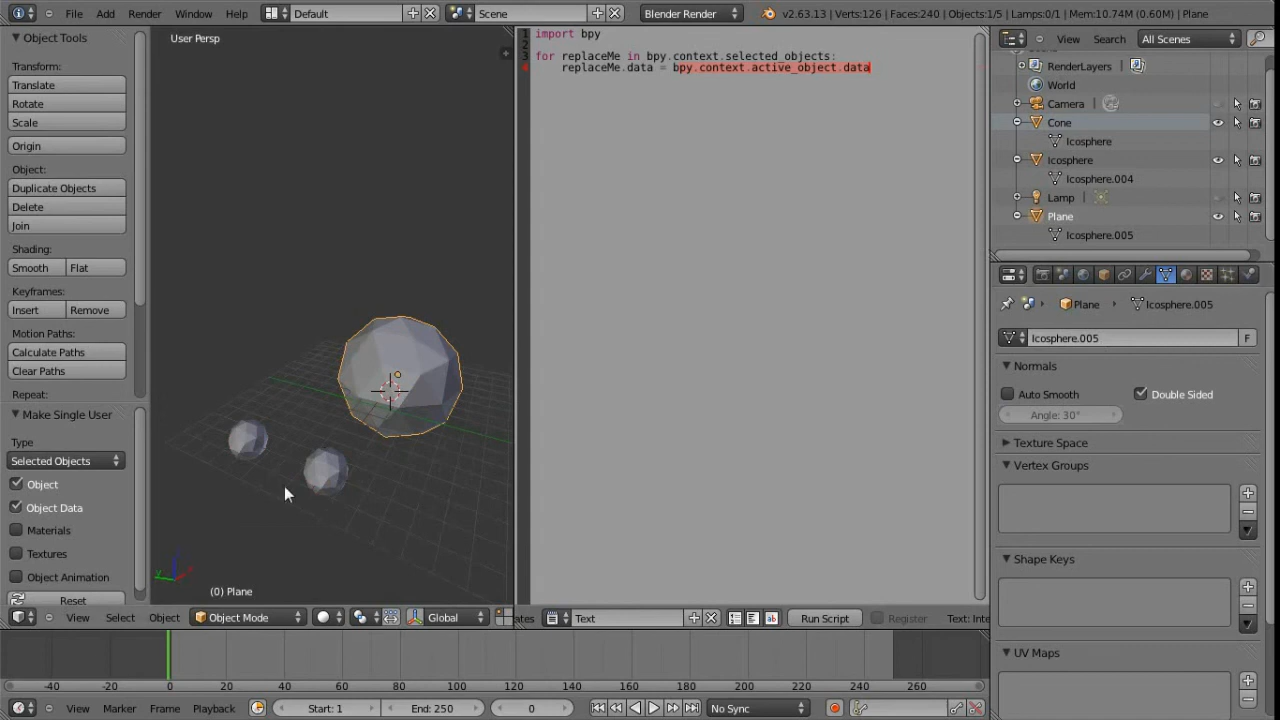 File Add Render Window Help Default Scene Blender Render v2.63.13 | Verts:126 | Faces:240 | Objects:1/5 | Lamps:0/1 | Mem:10.74M (0.60M) | Plane
Object Tools
Transform:
Translate
Rotate
Scale
Origin
Object:
Duplicate Objects
Delete
Join
Shading:
Smooth Flat
Keyframes:
Insert Remove
Motion Paths:
Calculate Paths
Clear Paths
Repeat:
Make Single User
Type
Selected Objects
Object
Object Data
Materials
Textures
Object Animation
Reset
User Persp
(0) Plane
View Select Object Object Mode Global
1 import bpy
2
3 for replaceMe in bpy.context.selected_objects:
4 replaceMe.data = bpy.context.active_object.data
ates Text Run Script Register Text: Inte
View Search All Scenes
RenderLayers
World
Camera
Cone
Icosphere
Icosphere
Icosphere.004
Lamp
Plane
Icosphere.005
Plane Icosphere.005
Icosphere.005 F
Normals
Auto Smooth Double Sided
Angle: 30°
Texture Space
Vertex Groups
Shape Keys
UV Maps
-40 -20 0 20 40 60 80 100 120 140 160 180 200 220 240 260
View Marker Frame Playback Start: 1 End: 250 0 No Sync